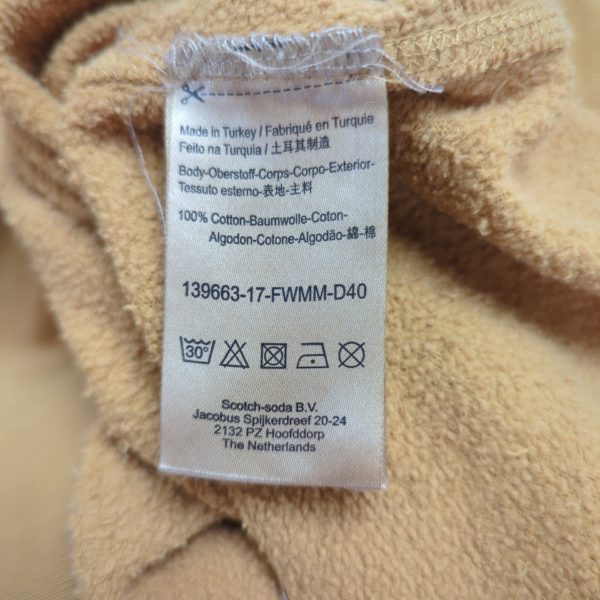 Made in Turkey / Fabriqué en Turquie
Feito na Turquia / 土耳其制造
Body-Oberstoff-Corps-Corpo-Exterior-
Tessuto esterno-表地-主料
100% Cotton-Baumwolle-Coton-
Algodon-Cotone-Algodão-綿-棉
139663-17-FWMM-D40
30°
Scotch-soda B.V.
Jacobus Spijkerdreef 20-24
2132 PZ Hoofddorp
The Netherlands